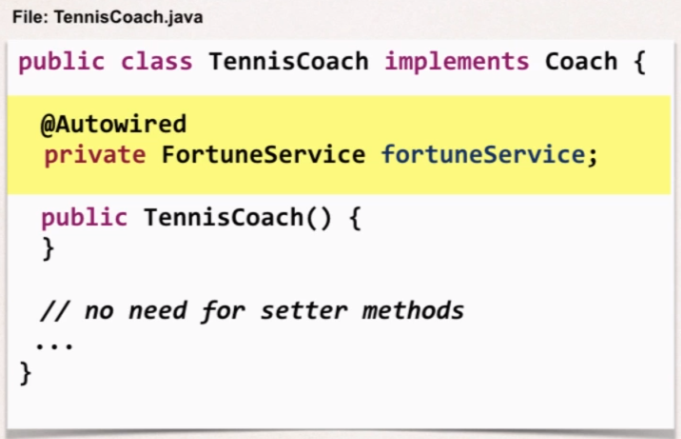 File: TennisCoach.java
public class TennisCoach implements Coach {
@Autowired
private FortuneService fortuneService;
public TennisCoach() {
}
// no need for setter methods
...
}